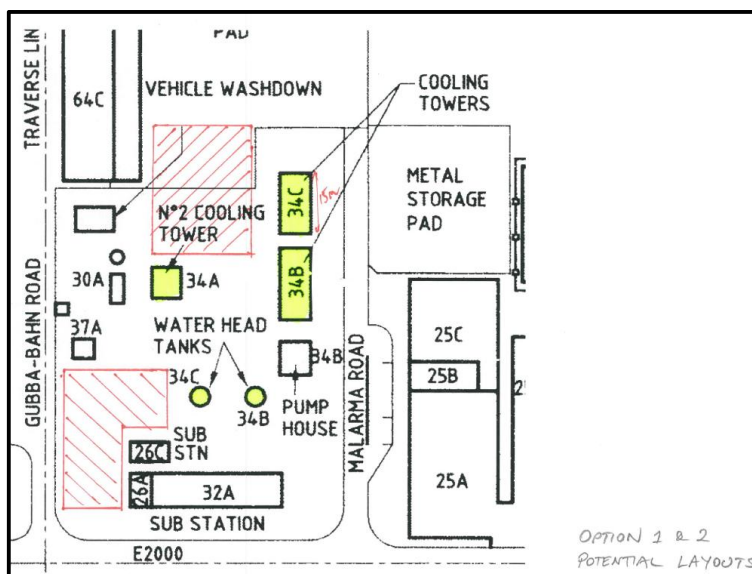 PAD
TRAVERSE LIN
64C
VEHICLE WASHDOWN
COOLING
TOWERS
34C
15m
METAL
STORAGE
PAD
N°2 COOLING
TOWER
30A
34A
34B
GUBBA-BAHN ROAD
37A
WATER HEAD
TANKS
34C
34B
34B
PUMP
HOUSE
MALARMA ROAD
25C
25B
25A
SUB
STN
26C
26A
32A
SUB STATION
E2000
OPTION 1 & 2
POTENTIAL LAYOUTS